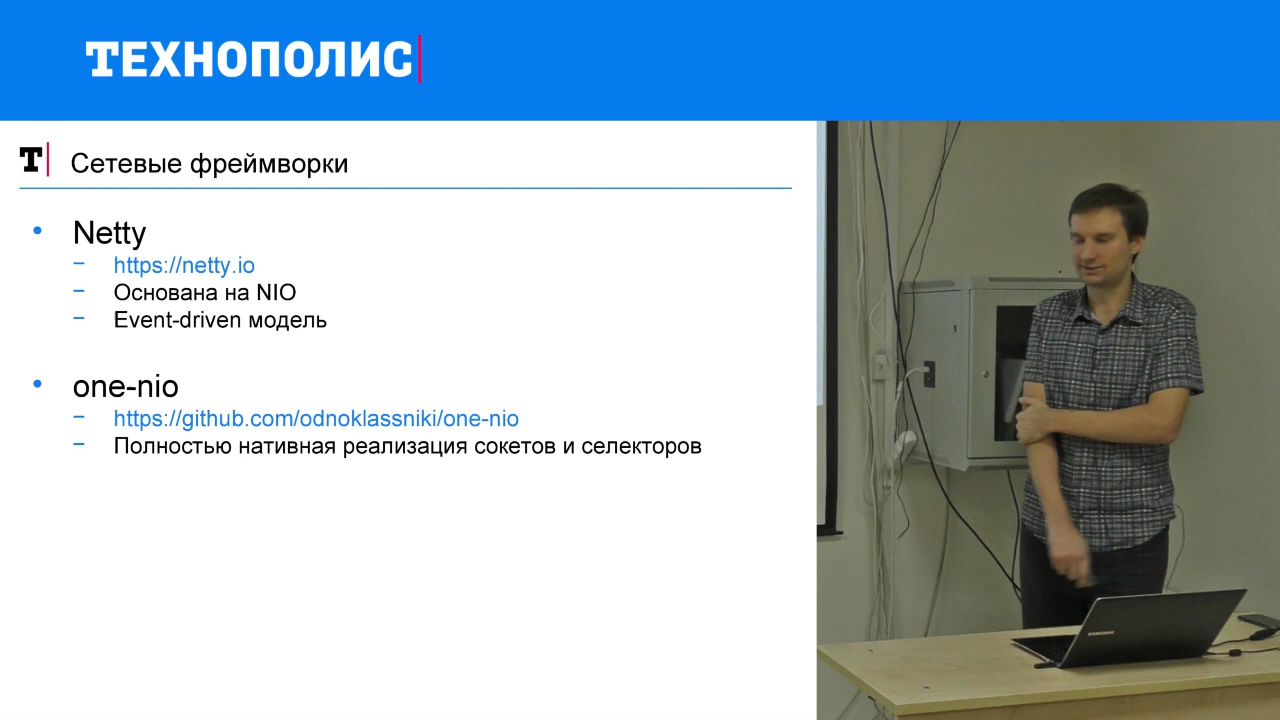 ТЕХНОПОЛИС
Т Сетевые фреймворки
• Netty
− https://netty.io
− Основана на NIO
− Event-driven модель
• one-nio
− https://github.com/odnoklassniki/one-nio
− Полностью нативная реализация сокетов и селекторов
SAMSUNG